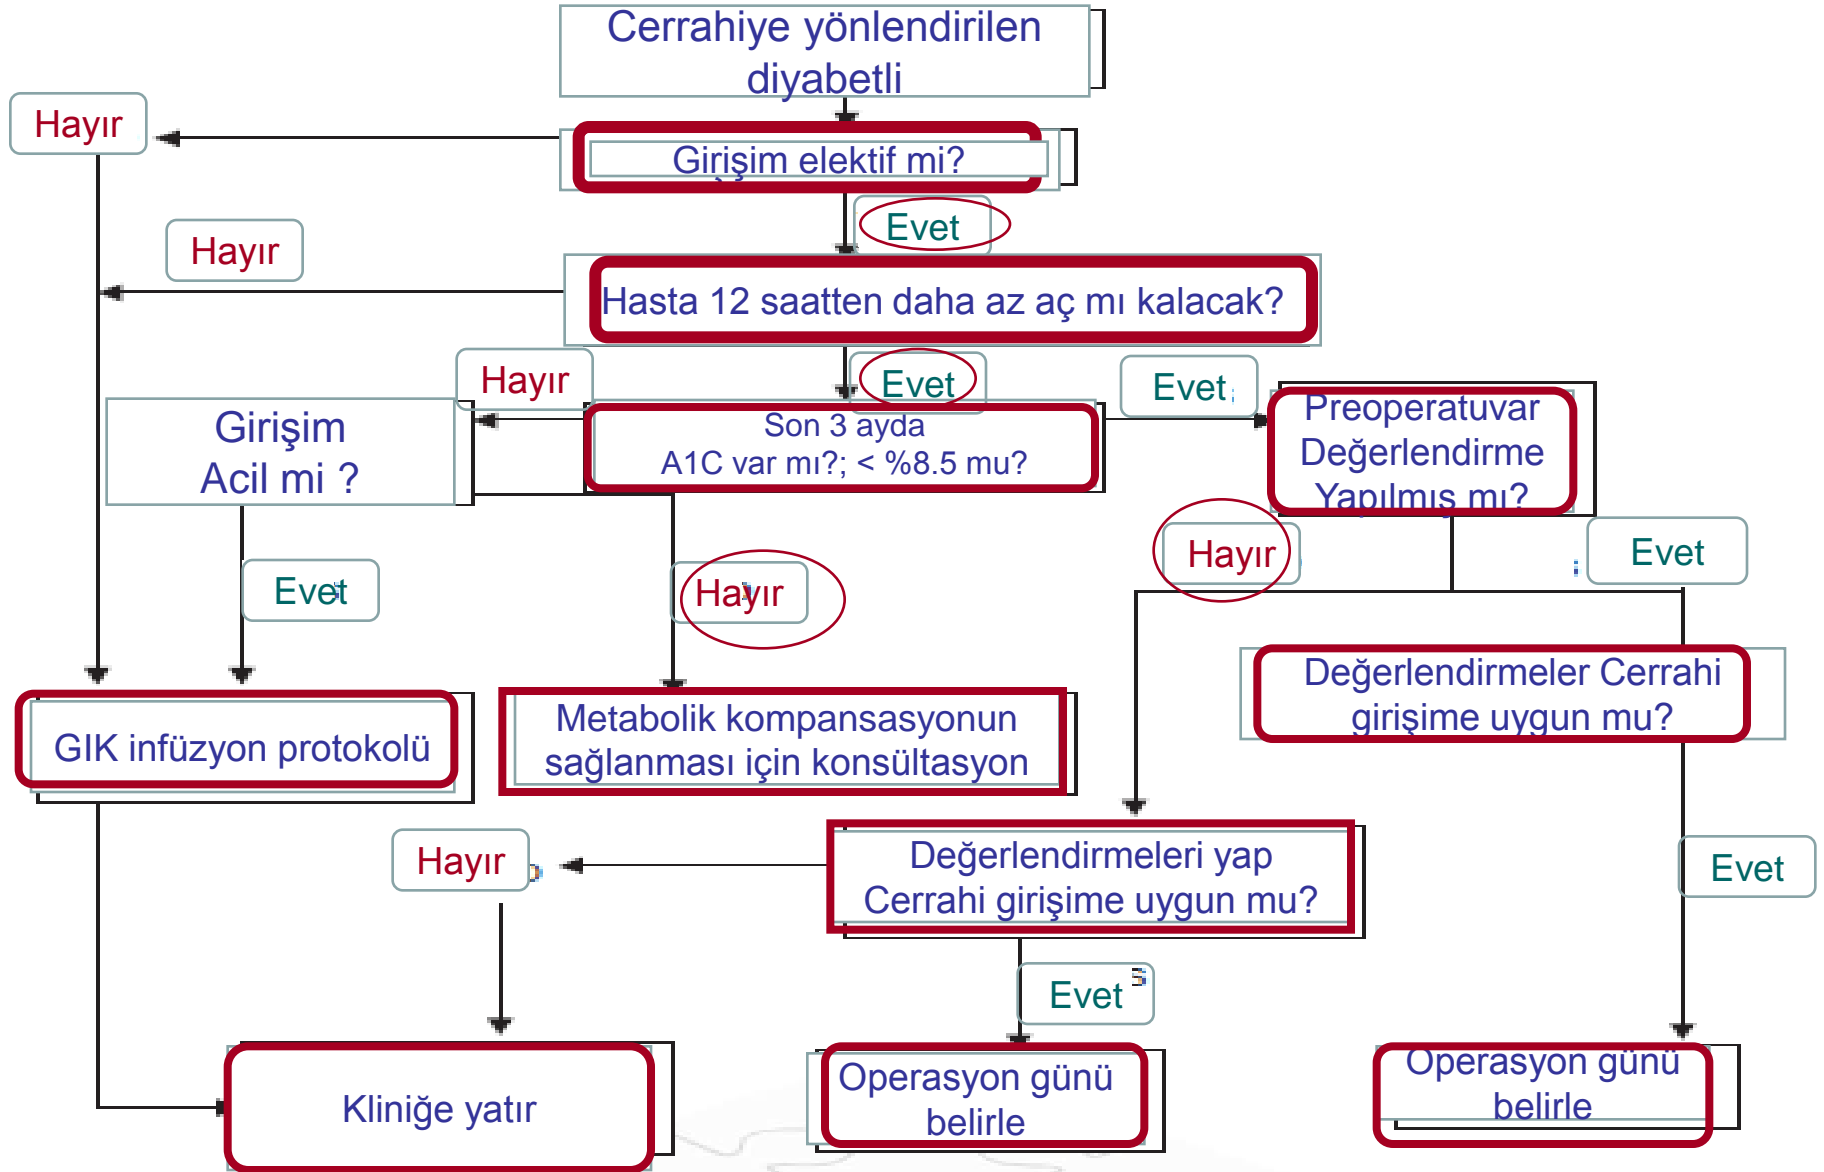 Cerrahiye yönlendirilen
diyabetli
Hayır
Girişim elektif mi?
Evet
Hayır
Hasta 12 saatten daha az aç mı kalacak?
Hayır
Evet
Evet
Girişim
Acil mi ?
Son 3 ayda
A1C var mı?; < %8.5 mu?
Preoperatuvar
Değerlendirme
Yapılmış mı?
Hayır
Evet
Evet
Hayır
Değerlendirmeler Cerrahi
girişime uygun mu?
GIK infüzyon protokolü
Metabolik kompansasyonun
sağlanması için konsültasyon
Hayır
Değerlendirmeleri yap
Cerrahi girişime uygun mu?
Evet
Evet
Kliniğe yatır
Operasyon günü
belirle
Operasyon günü
belirle